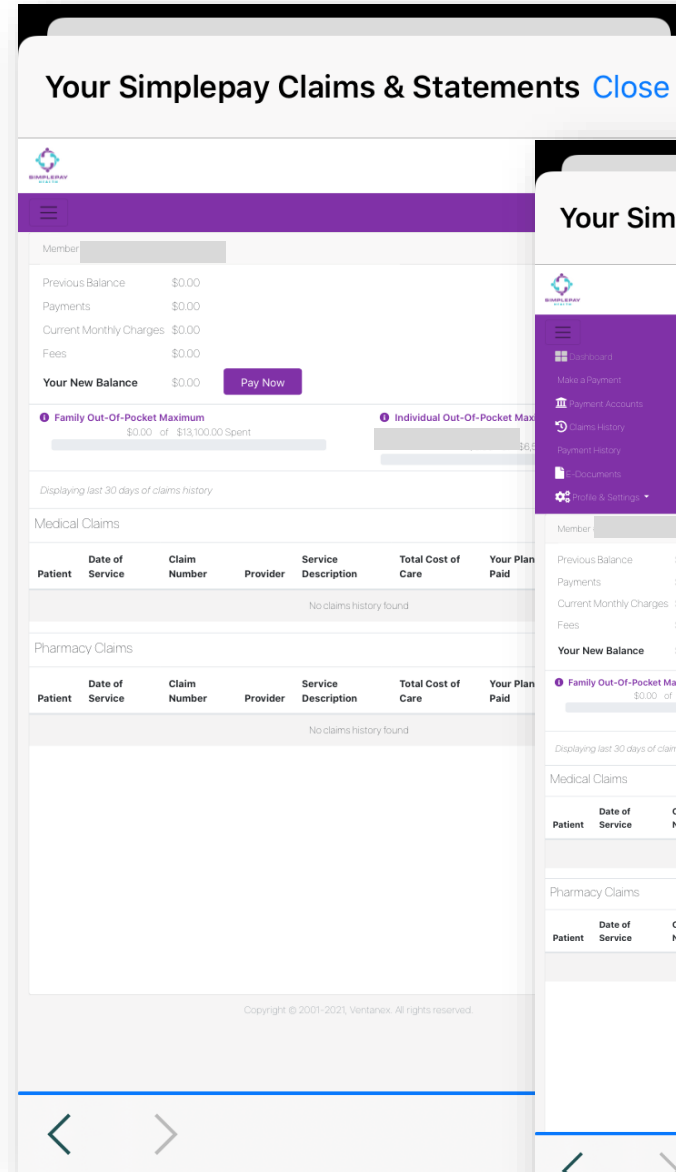 Your Simplepay Claims & Statements Close
SIMPLEPAY
HEALTH
Member
Previous Balance $0.00
Payments $0.00
Current Monthly Charges $0.00
Fees $0.00
Your New Balance $0.00 Pay Now
Family Out-Of-Pocket Maximum
$0.00 of $13,100.00 Spent
Individual Out-Of-Pocket Maxi
$6,5
Displaying last 30 days of claims history
Medical Claims
Patient Date of Service Claim Number Provider Service Description Total Cost of Care Your Plan Paid
No claims history found
Pharmacy Claims
Patient Date of Service Claim Number Provider Service Description Total Cost of Care Your Plan Paid
No claims history found
Copyright © 2001-2021, Ventanex. All rights reserved.
Your Sim
SIMPLEPAY
HEALTH
Dashboard
Make a Payment
Payment Accounts
Claims History
Payment History
E-Documents
Profile & Settings
Member
Previous Balance
Payments
Current Monthly Charges
Fees
Your New Balance
Family Out-Of-Pocket Ma
$0.00 of
Displaying last 30 days of claim
Medical Claims
Patient Date of Service
Pharmacy Claims
Patient Date of Service